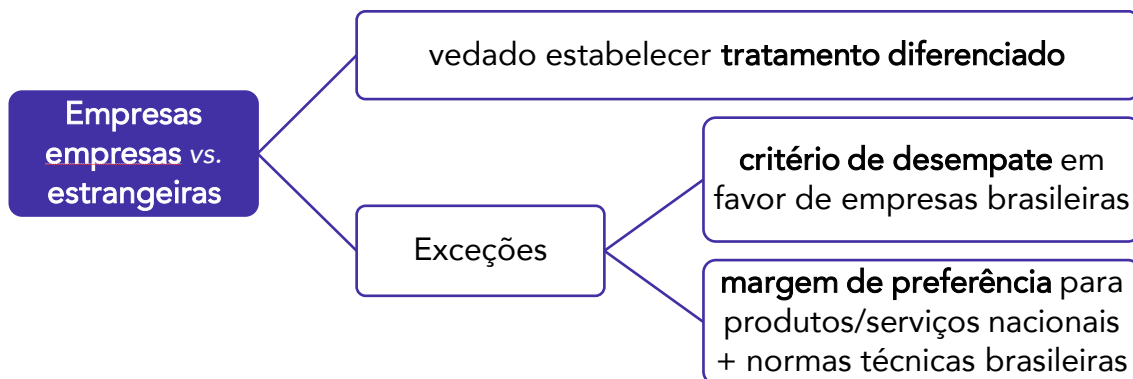 vedado estabelecer tratamento diferenciado
Empresas
empresas vs.
estrangeiras
critério de desempate em
favor de empresas brasileiras
Exceções
margem de preferência para
produtos/serviços nacionais
+ normas técnicas brasileiras